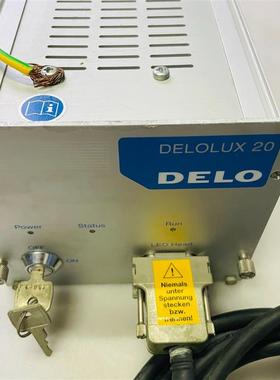 DELOLUX 20
DELO
Power
Status
Run
OFF
ON
LED Head
Niemals
unter
Spannung
stecken
bzw.